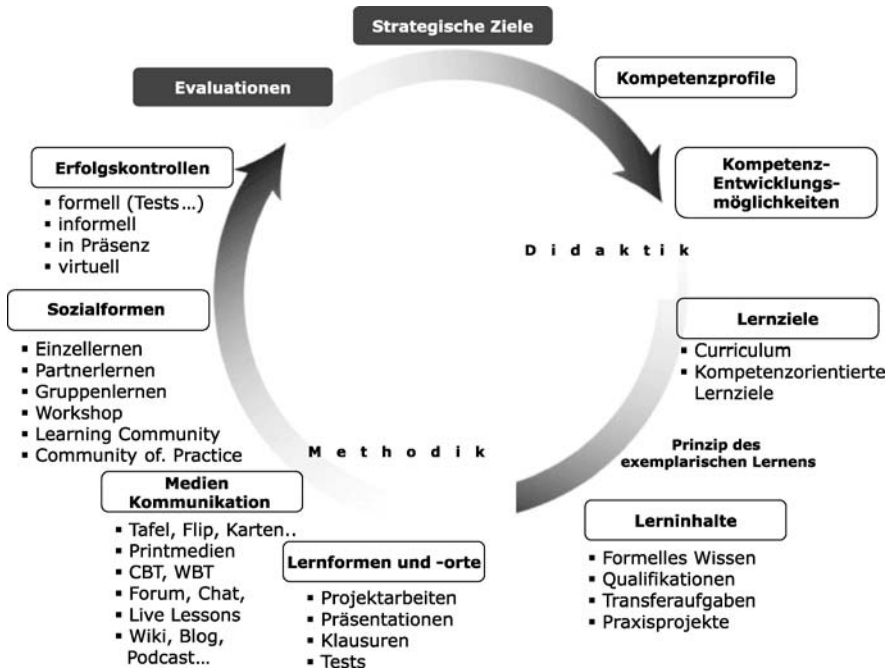 Strategische Ziele
Kompetenzprofile
Kompetenz-
Entwicklungs-
möglichkeiten
D i d a k t i k
Lernziele
▪ Curriculum
▪ Kompetenzorientierte
Lernziele
Prinzip des
exemplarischen Lernens
Lerninhalte
▪ Formelles Wissen
▪ Qualifikationen
▪ Transferaufgaben
▪ Praxisprojekte
M e t h o d i k
Lernformen und -orte
▪ Projektarbeiten
▪ Präsentationen
▪ Klausuren
▪ Tests
Medien
Kommunikation
▪ Tafel, Flip, Karten..
▪ Printmedien
▪ CBT, WBT
▪ Forum, Chat,
▪ Live Lessons
▪ Wiki, Blog,
Podcast...
Sozialformen
▪ Einzellernen
▪ Partnerlernen
▪ Gruppenlernen
▪ Workshop
▪ Learning Community
▪ Community of. Practice
Erfolgskontrollen
▪ formell (Tests...)
▪ informell
▪ in Präsenz
▪ virtuell
Evaluationen